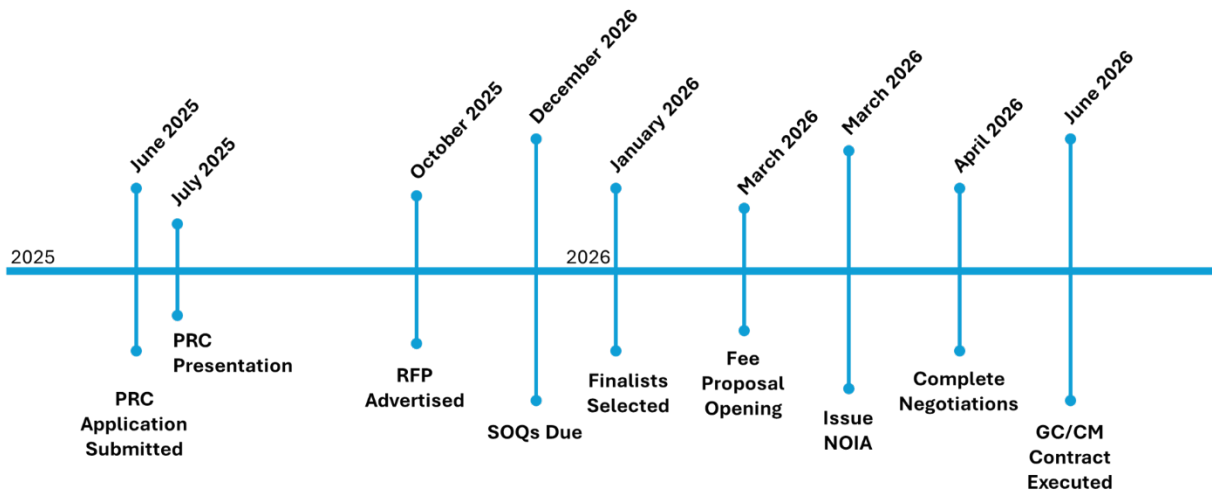 June 2025
July 2025
October 2025
December 2026
January 2026
March 2026
March 2026
April 2026
June 2026
2025
2026
PRC
Application
Submitted
PRC
Presentation
RFP
Advertised
SOQs Due
Finalists
Selected
Fee
Proposal
Opening
Issue
NOIA
Complete
Negotiations
GC/CM
Contract
Executed